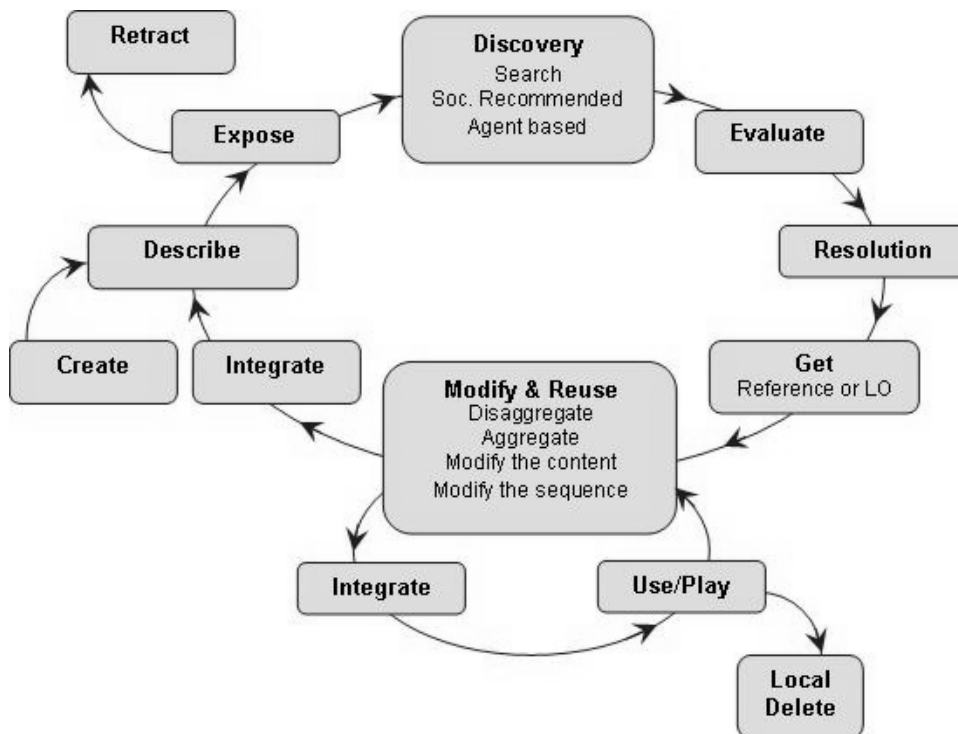 Retract
Discovery
Search
Soc. Recommended
Agent based
Expose
Evaluate
Describe
Resolution
Create
Integrate
Modify & Reuse
Disaggregate
Aggregate
Modify the content
Modify the sequence
Get
Reference or LO
Integrate
Use/Play
Local
Delete